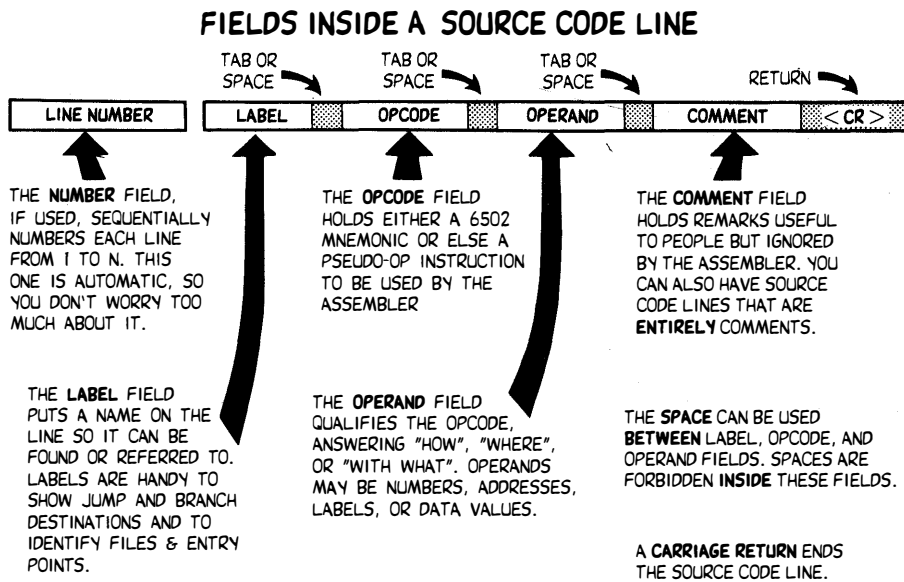 FIELDS INSIDE A SOURCE CODE LINE
TAB OR
SPACE
TAB OR
SPACE
TAB OR
SPACE
RETURN
LINE NUMBER
LABEL
OPCODE
OPERAND
COMMENT
< CR >
THE NUMBER FIELD,
IF USED, SEQUENTIALLY
NUMBERS EACH LINE
FROM 1 TO N. THIS
ONE IS AUTOMATIC, SO
YOU DON'T WORRY TOO
MUCH ABOUT IT.
THE OPCODE FIELD
HOLDS EITHER A 6502
MNEMONIC OR ELSE A
PSEUDO-OP INSTRUCTION
TO BE USED BY THE
ASSEMBLER
THE COMMENT FIELD
HOLDS REMARKS USEFUL
TO PEOPLE BUT IGNORED
BY THE ASSEMBLER. YOU
CAN ALSO HAVE SOURCE
CODE LINES THAT ARE
ENTIRELY COMMENTS.
THE LABEL FIELD
PUTS A NAME ON THE
LINE SO IT CAN BE
FOUND OR REFERRED TO.
LABELS ARE HANDY TO
SHOW JUMP AND BRANCH
DESTINATIONS AND TO
IDENTIFY FILES & ENTRY
POINTS.
THE OPERAND FIELD
QUALIFIES THE OPCODE,
ANSWERING "HOW", "WHERE",
OR "WITH WHAT". OPERANDS
MAY BE NUMBERS, ADDRESSES,
LABELS, OR DATA VALUES.
THE SPACE CAN BE USED
BETWEEN LABEL, OPCODE, AND
OPERAND FIELDS. SPACES ARE
FORBIDDEN INSIDE THESE FIELDS.
A CARRIAGE RETURN ENDS
THE SOURCE CODE LINE.